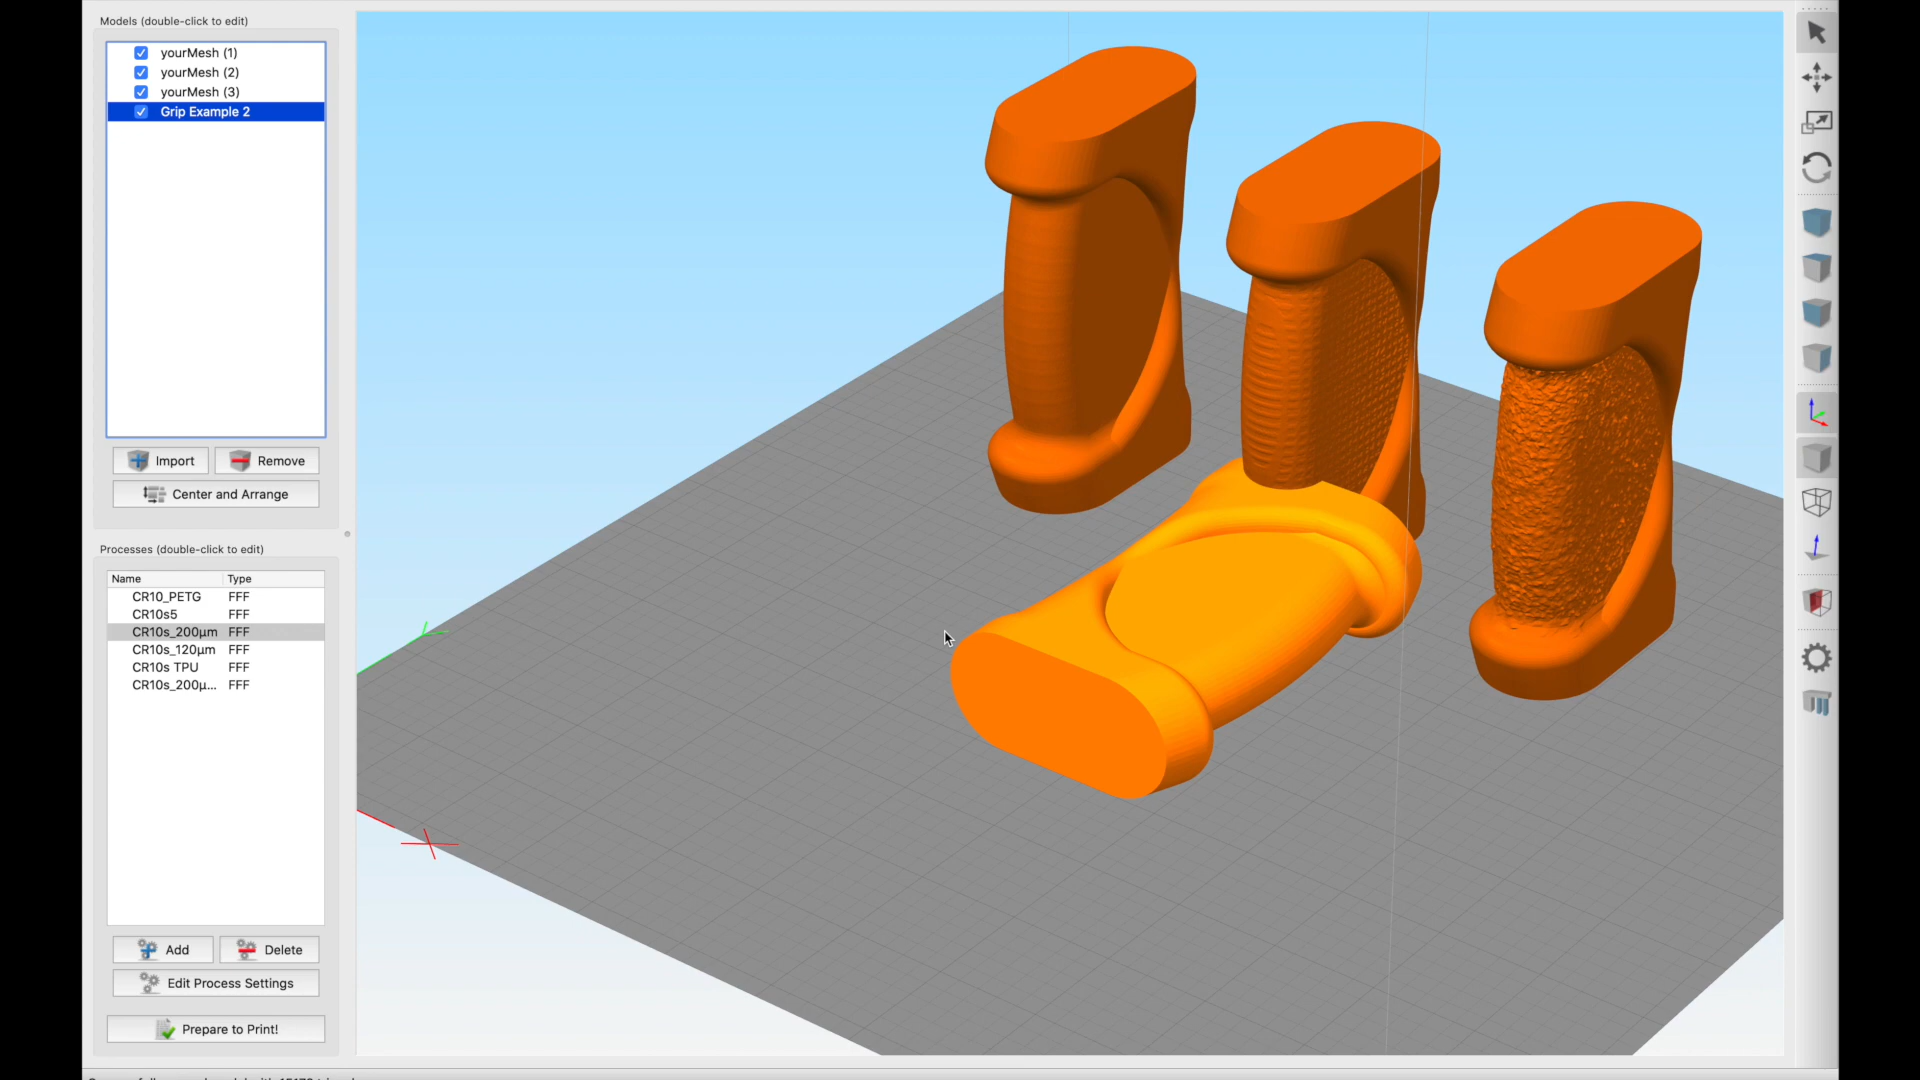 Models (double-click to edit)
yourMesh (1)
yourMesh (2)
yourMesh (3)
Grip Example 2
Import
Remove
Center and Arrange
Processes (double-click to edit)
Name Type
CR10_PETG FFF
CR10s5 FFF
CR10s_200µm FFF
CR10s_120µm FFF
CR10s TPU FFF
CR10s_200µ... FFF
Add
Delete
Edit Process Settings
Prepare to Print!